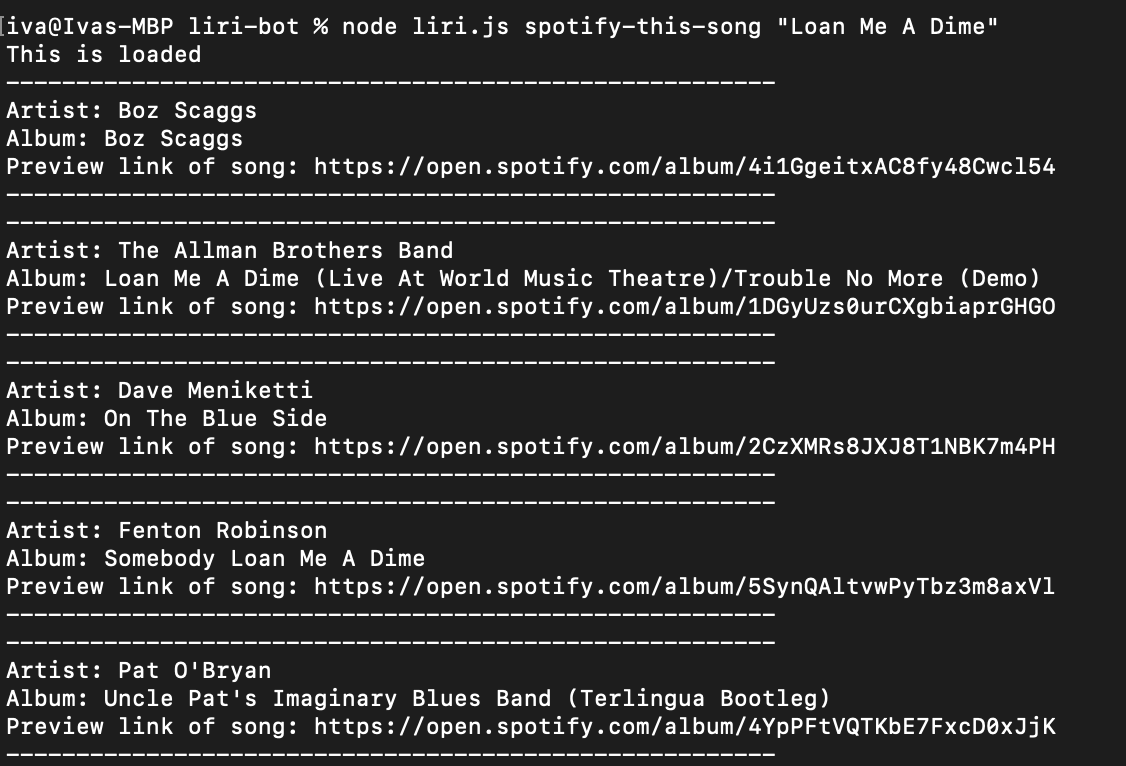 iva@Ivas-MBP liri-bot % node liri.js spotify-this-song "Loan Me A Dime"
This is loaded
-------------------------------------------------------
Artist: Boz Scaggs
Album: Boz Scaggs
Preview link of song: https://open.spotify.com/album/4i1GgeitxAC8fy48Cwcl54
-------------------------------------------------------
-------------------------------------------------------
Artist: The Allman Brothers Band
Album: Loan Me A Dime (Live At World Music Theatre)/Trouble No More (Demo)
Preview link of song: https://open.spotify.com/album/1DGyUzs0urCXgbiaprGHGO
-------------------------------------------------------
-------------------------------------------------------
Artist: Dave Meniketti
Album: On The Blue Side
Preview link of song: https://open.spotify.com/album/2CzXMRs8JXJ8T1NBK7m4PH
-------------------------------------------------------
-------------------------------------------------------
Artist: Fenton Robinson
Album: Somebody Loan Me A Dime
Preview link of song: https://open.spotify.com/album/5SynQAltvwPyTbz3m8axVl
-------------------------------------------------------
-------------------------------------------------------
Artist: Pat O'Bryan
Album: Uncle Pat's Imaginary Blues Band (Terlingua Bootleg)
Preview link of song: https://open.spotify.com/album/4YpPFtVQTKbE7FxcD0xJjK
-------------------------------------------------------